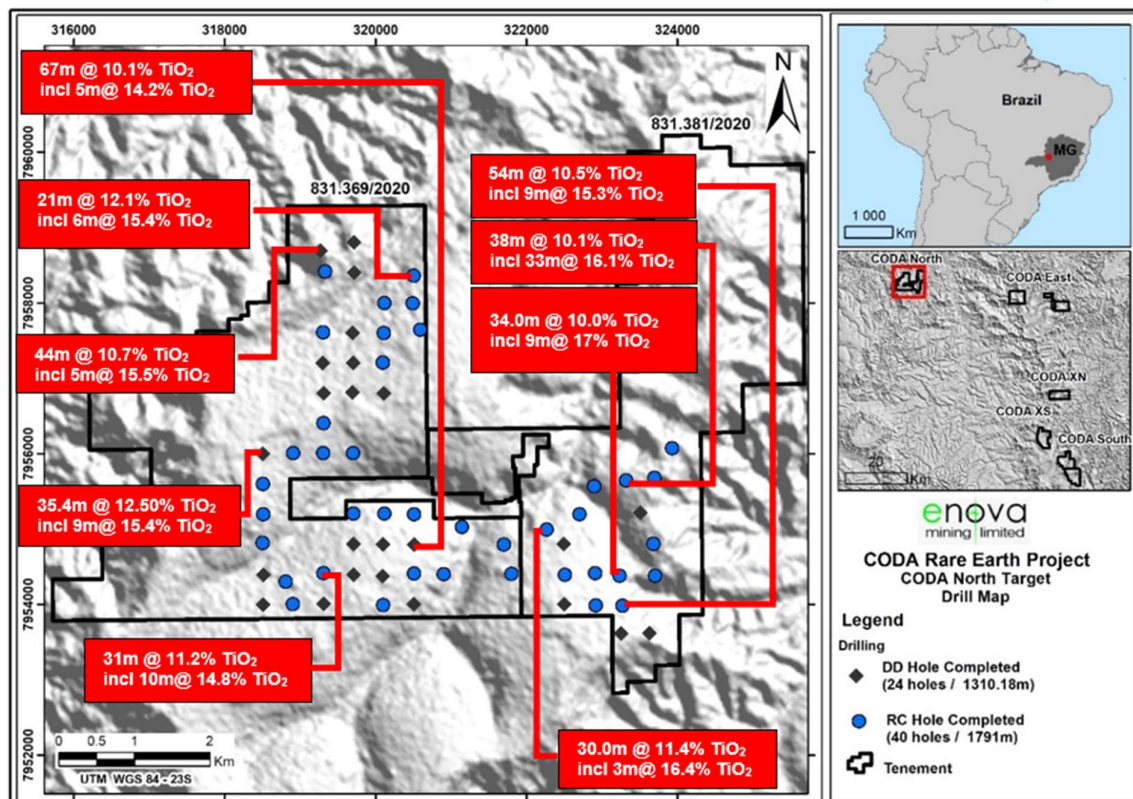 316000
318000
320000
322000
324000
7960000
7958000
7956000
7954000
7952000
67m @ 10.1% TiO₂
incl 5m@ 14.2% TiO₂
21m @ 12.1% TiO₂
incl 6m@ 15.4% TiO₂
44m @ 10.7% TiO₂
incl 5m@ 15.5% TiO₂
35.4m @ 12.50% TiO₂
incl 9m@ 15.4% TiO₂
31m @ 11.2% TiO₂
incl 10m@ 14.8% TiO₂
831.369/2020
831.381/2020
N
54m @ 10.5% TiO₂
incl 9m@ 15.3% TiO₂
38m @ 10.1% TiO₂
incl 33m@ 16.1% TiO₂
34.0m @ 10.0% TiO₂
incl 9m@ 17% TiO₂
30.0m @ 11.4% TiO₂
incl 3m@ 16.4% TiO₂
0 0.5 1 2
Km
UTM WGS 84 - 23S
Brazil
MG
1 000
Km
CODA North
CODA East
CODA XN
CODA XS
CODA South
20
Km
enova
mining limited
CODA Rare Earth Project
CODA North Target
Drill Map
Legend
Drilling
DD Hole Completed
(24 holes / 1310.18m)
RC Hole Completed
(40 holes / 1791m)
Tenement